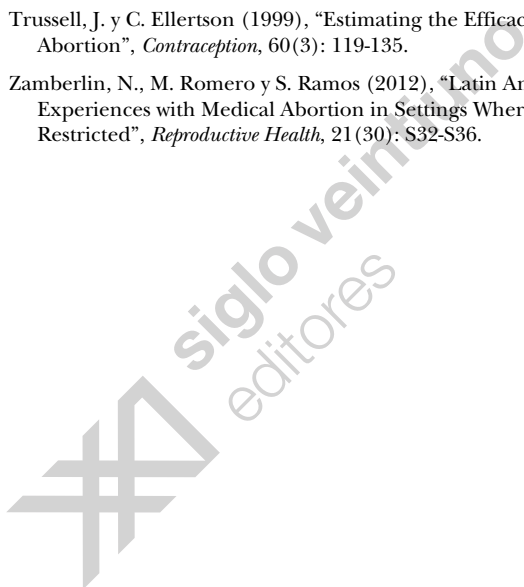 Trussell, J. y C. Ellertson (1999), “Estimating the Efficac
Abortion”, Contraception, 60(3): 119-135.
Zamberlin, N., M. Romero y S. Ramos (2012), “Latin An
Experiences with Medical Abortion in Settings Wher
Restricted”, Reproductive Health, 21(30): S32-S36.
siglo veintiuno
editores